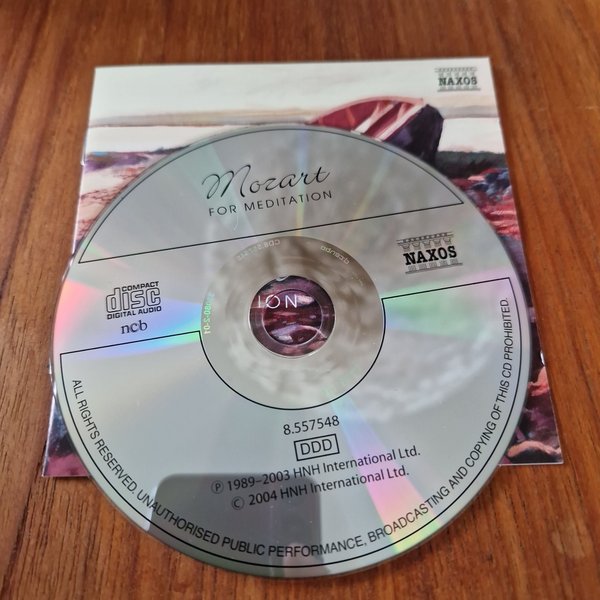 NAXOS
Mozart
FOR MEDITATION
NAXOS
COMPACT
disc
DIGITAL AUDIO
ncb
ION
8.557548
DDD
℗ 1989–2003 HNH International Ltd.
© 2004 HNH International Ltd.
ALL RIGHTS RESERVED. UNAUTHORISED PUBLIC PERFORMANCE, BROADCASTING AND COPYING OF THIS CD PROHIBITED.